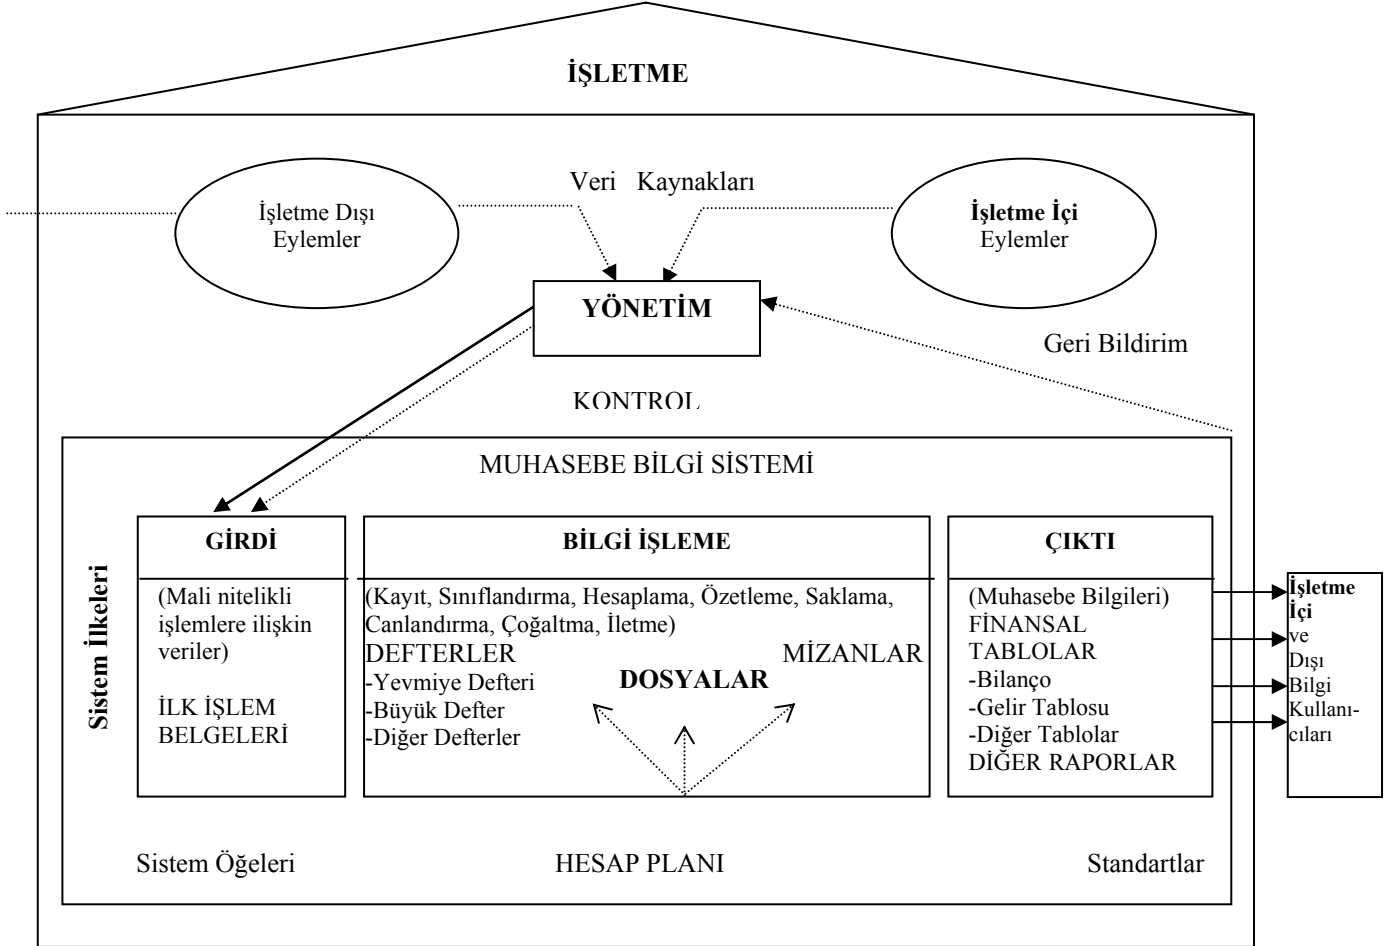 İŞLETME
Veri Kaynakları
İşletme Dışı
Eylemler
İşletme İçi
Eylemler
YÖNETİM
Geri Bildirim
KONTROL
MUHASEBE BİLGİ SİSTEMİ
Sistem İlkeleri
GİRDİ
(Mali nitelikli
işlemlere ilişkin
veriler)
İLK İŞLEM
BELGELERİ
BİLGİ İŞLEME
(Kayıt, Sınıflandırma, Hesaplama, Özetleme, Saklama,
Canlandırma, Çoğaltma, İletme)
DEFTERLER
-Yevmiye Defteri
-Büyük Defter
-Diğer Defterler
DOSYALAR
MİZANLAR
ÇIKTI
(Muhasebe Bilgileri)
FİNANSAL
TABLOLAR
-Bilanço
-Gelir Tablosu
-Diğer Tablolar
DİĞER RAPORLAR
İşletme
İçi
ve
Dışı
Bilgi
Kullanı-
cıları
Sistem Öğeleri
HESAP PLANI
Standartlar